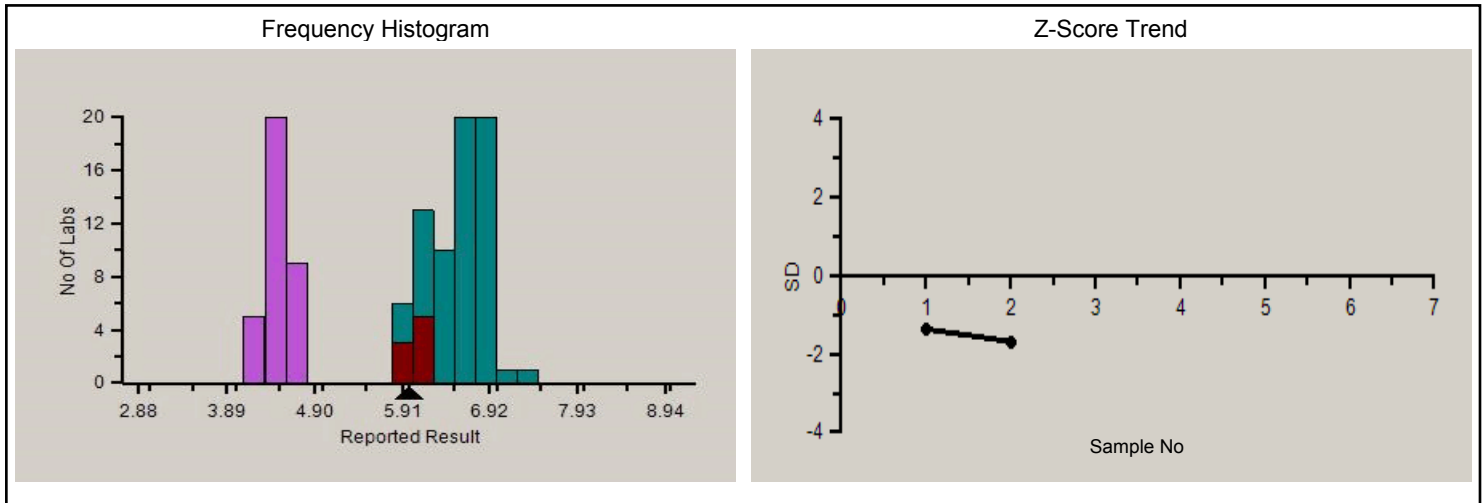 Frequency Histogram
20
16
12
8
4
0
No Of Labs
2.88 3.89 4.90 5.91 6.92 7.93 8.94
Reported Result
Z-Score Trend
4
2
0
-2
-4
SD
0 1 2 3 4 5 6 7
Sample No